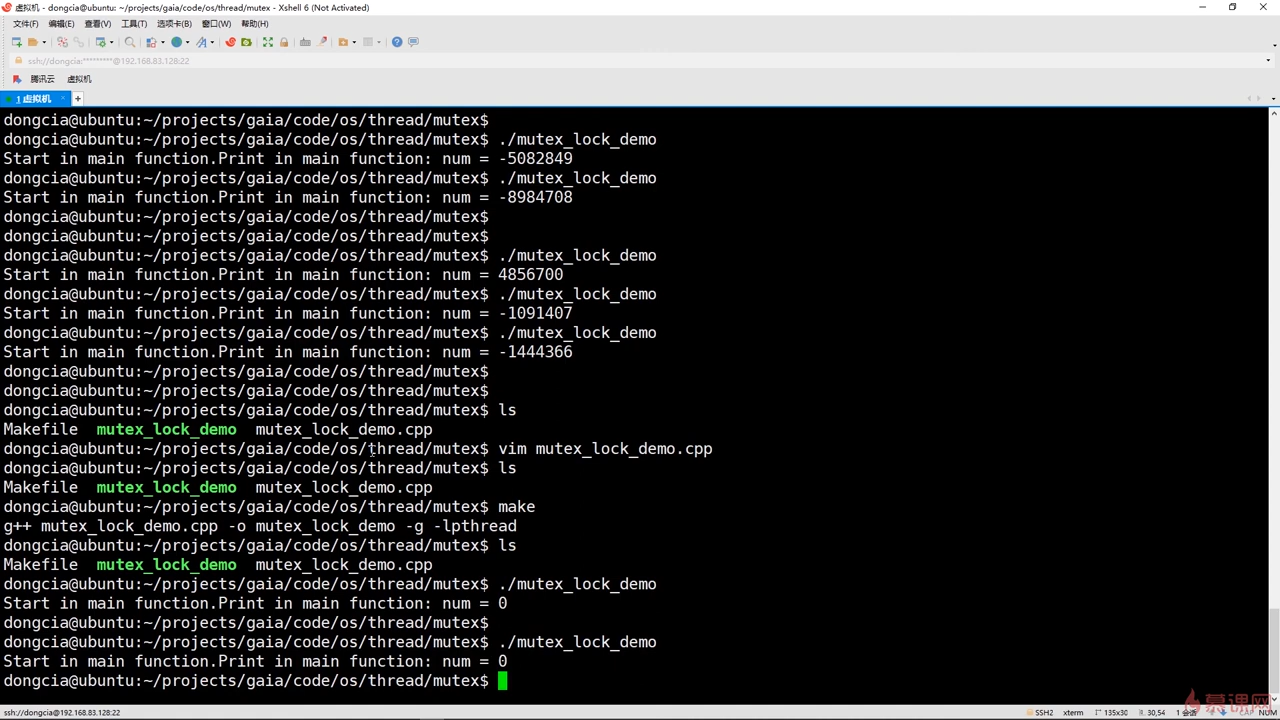 虚拟机 - dongcia@ubuntu: ~/projects/gaia/code/os/thread/mutex - Xshell 6 (Not Activated)
文件(F) 编辑(E) 查看(V) 工具(T) 选项卡(B) 窗口(W) 帮助(H)
ssh://dongcia:*********@192.168.83.128:22
腾讯云 虚拟机
1 虚拟机 × +
dongcia@ubuntu:~/projects/gaia/code/os/thread/mutex$
dongcia@ubuntu:~/projects/gaia/code/os/thread/mutex$ ./mutex_lock_demo
Start in main function.Print in main function: num = -5082849
dongcia@ubuntu:~/projects/gaia/code/os/thread/mutex$ ./mutex_lock_demo
Start in main function.Print in main function: num = -8984708
dongcia@ubuntu:~/projects/gaia/code/os/thread/mutex$
dongcia@ubuntu:~/projects/gaia/code/os/thread/mutex$
dongcia@ubuntu:~/projects/gaia/code/os/thread/mutex$ ./mutex_lock_demo
Start in main function.Print in main function: num = 4856700
dongcia@ubuntu:~/projects/gaia/code/os/thread/mutex$ ./mutex_lock_demo
Start in main function.Print in main function: num = -1091407
dongcia@ubuntu:~/projects/gaia/code/os/thread/mutex$ ./mutex_lock_demo
Start in main function.Print in main function: num = -1444366
dongcia@ubuntu:~/projects/gaia/code/os/thread/mutex$
dongcia@ubuntu:~/projects/gaia/code/os/thread/mutex$
dongcia@ubuntu:~/projects/gaia/code/os/thread/mutex$ ls
Makefile  mutex_lock_demo  mutex_lock_demo.cpp
dongcia@ubuntu:~/projects/gaia/code/os/thread/mutex$ vim mutex_lock_demo.cpp
dongcia@ubuntu:~/projects/gaia/code/os/thread/mutex$ ls
Makefile  mutex_lock_demo  mutex_lock_demo.cpp
dongcia@ubuntu:~/projects/gaia/code/os/thread/mutex$ make
g++ mutex_lock_demo.cpp -o mutex_lock_demo -g -lpthread
dongcia@ubuntu:~/projects/gaia/code/os/thread/mutex$ ls
Makefile  mutex_lock_demo  mutex_lock_demo.cpp
dongcia@ubuntu:~/projects/gaia/code/os/thread/mutex$ ./mutex_lock_demo
Start in main function.Print in main function: num = 0
dongcia@ubuntu:~/projects/gaia/code/os/thread/mutex$
dongcia@ubuntu:~/projects/gaia/code/os/thread/mutex$ ./mutex_lock_demo
Start in main function.Print in main function: num = 0
dongcia@ubuntu:~/projects/gaia/code/os/thread/mutex$
慕课网
ssh://dongcia@192.168.83.128:22 SSH2 xterm 135x30 30,54 1 会话 NUM